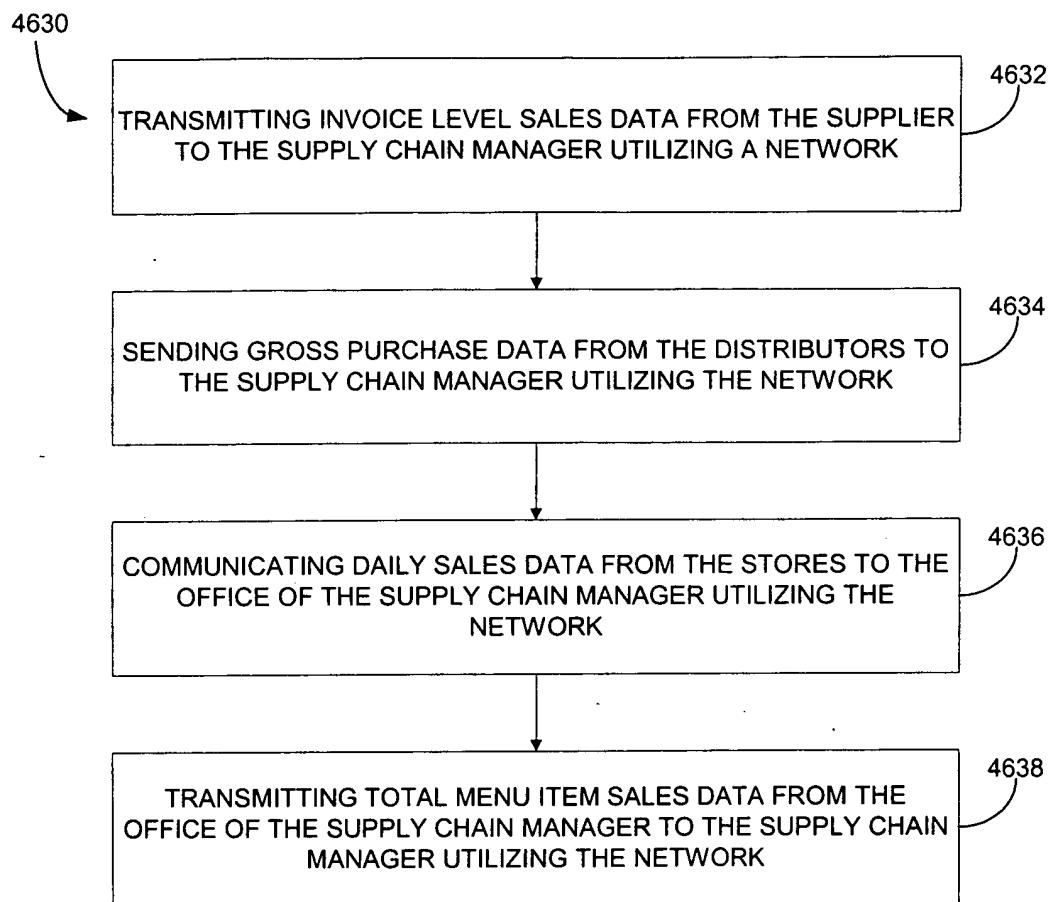 4630
4632
TRANSMITTING INVOICE LEVEL SALES DATA FROM THE SUPPLIER
TO THE SUPPLY CHAIN MANAGER UTILIZING A NETWORK
4634
SENDING GROSS PURCHASE DATA FROM THE DISTRIBUTORS TO
THE SUPPLY CHAIN MANAGER UTILIZING THE NETWORK
4636
COMMUNICATING DAILY SALES DATA FROM THE STORES TO THE
OFFICE OF THE SUPPLY CHAIN MANAGER UTILIZING THE
NETWORK
4638
TRANSMITTING TOTAL MENU ITEM SALES DATA FROM THE
OFFICE OF THE SUPPLY CHAIN MANAGER TO THE SUPPLY CHAIN
MANAGER UTILIZING THE NETWORK